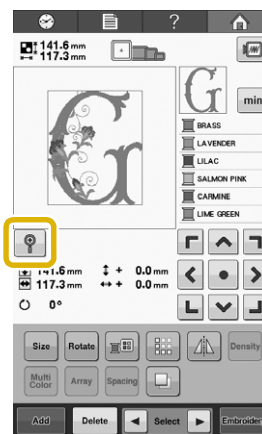 ?
141.6 mm
117.3 mm
min
BRASS
LAVENDER
LILAC
SALMON PINK
CARMINE
LIME GREEN
141.6 mm + 0.0 mm
117.3 mm + 0.0 mm
0°
Size Rotate Density
Multi Color Array Spacing
Add Delete Select Embroider